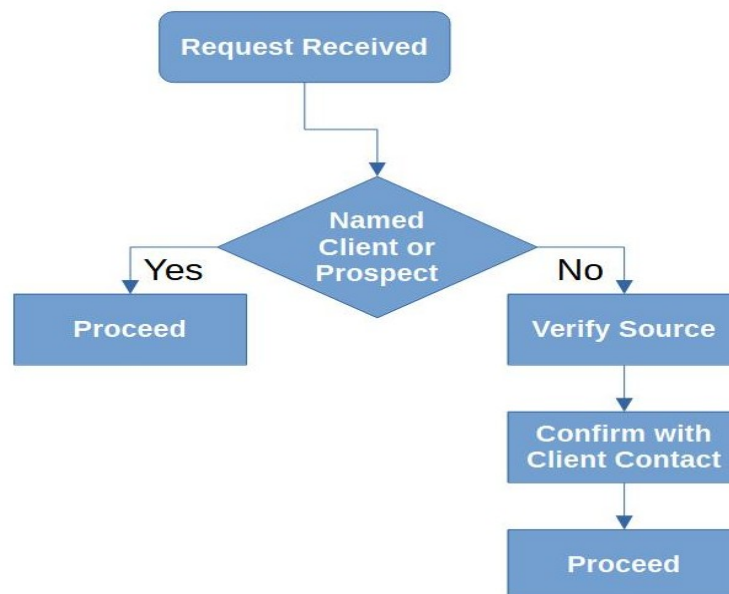 Request Received
Named
Client or
Prospect
Yes
No
Proceed
Verify Source
Confirm with
Client Contact
Proceed